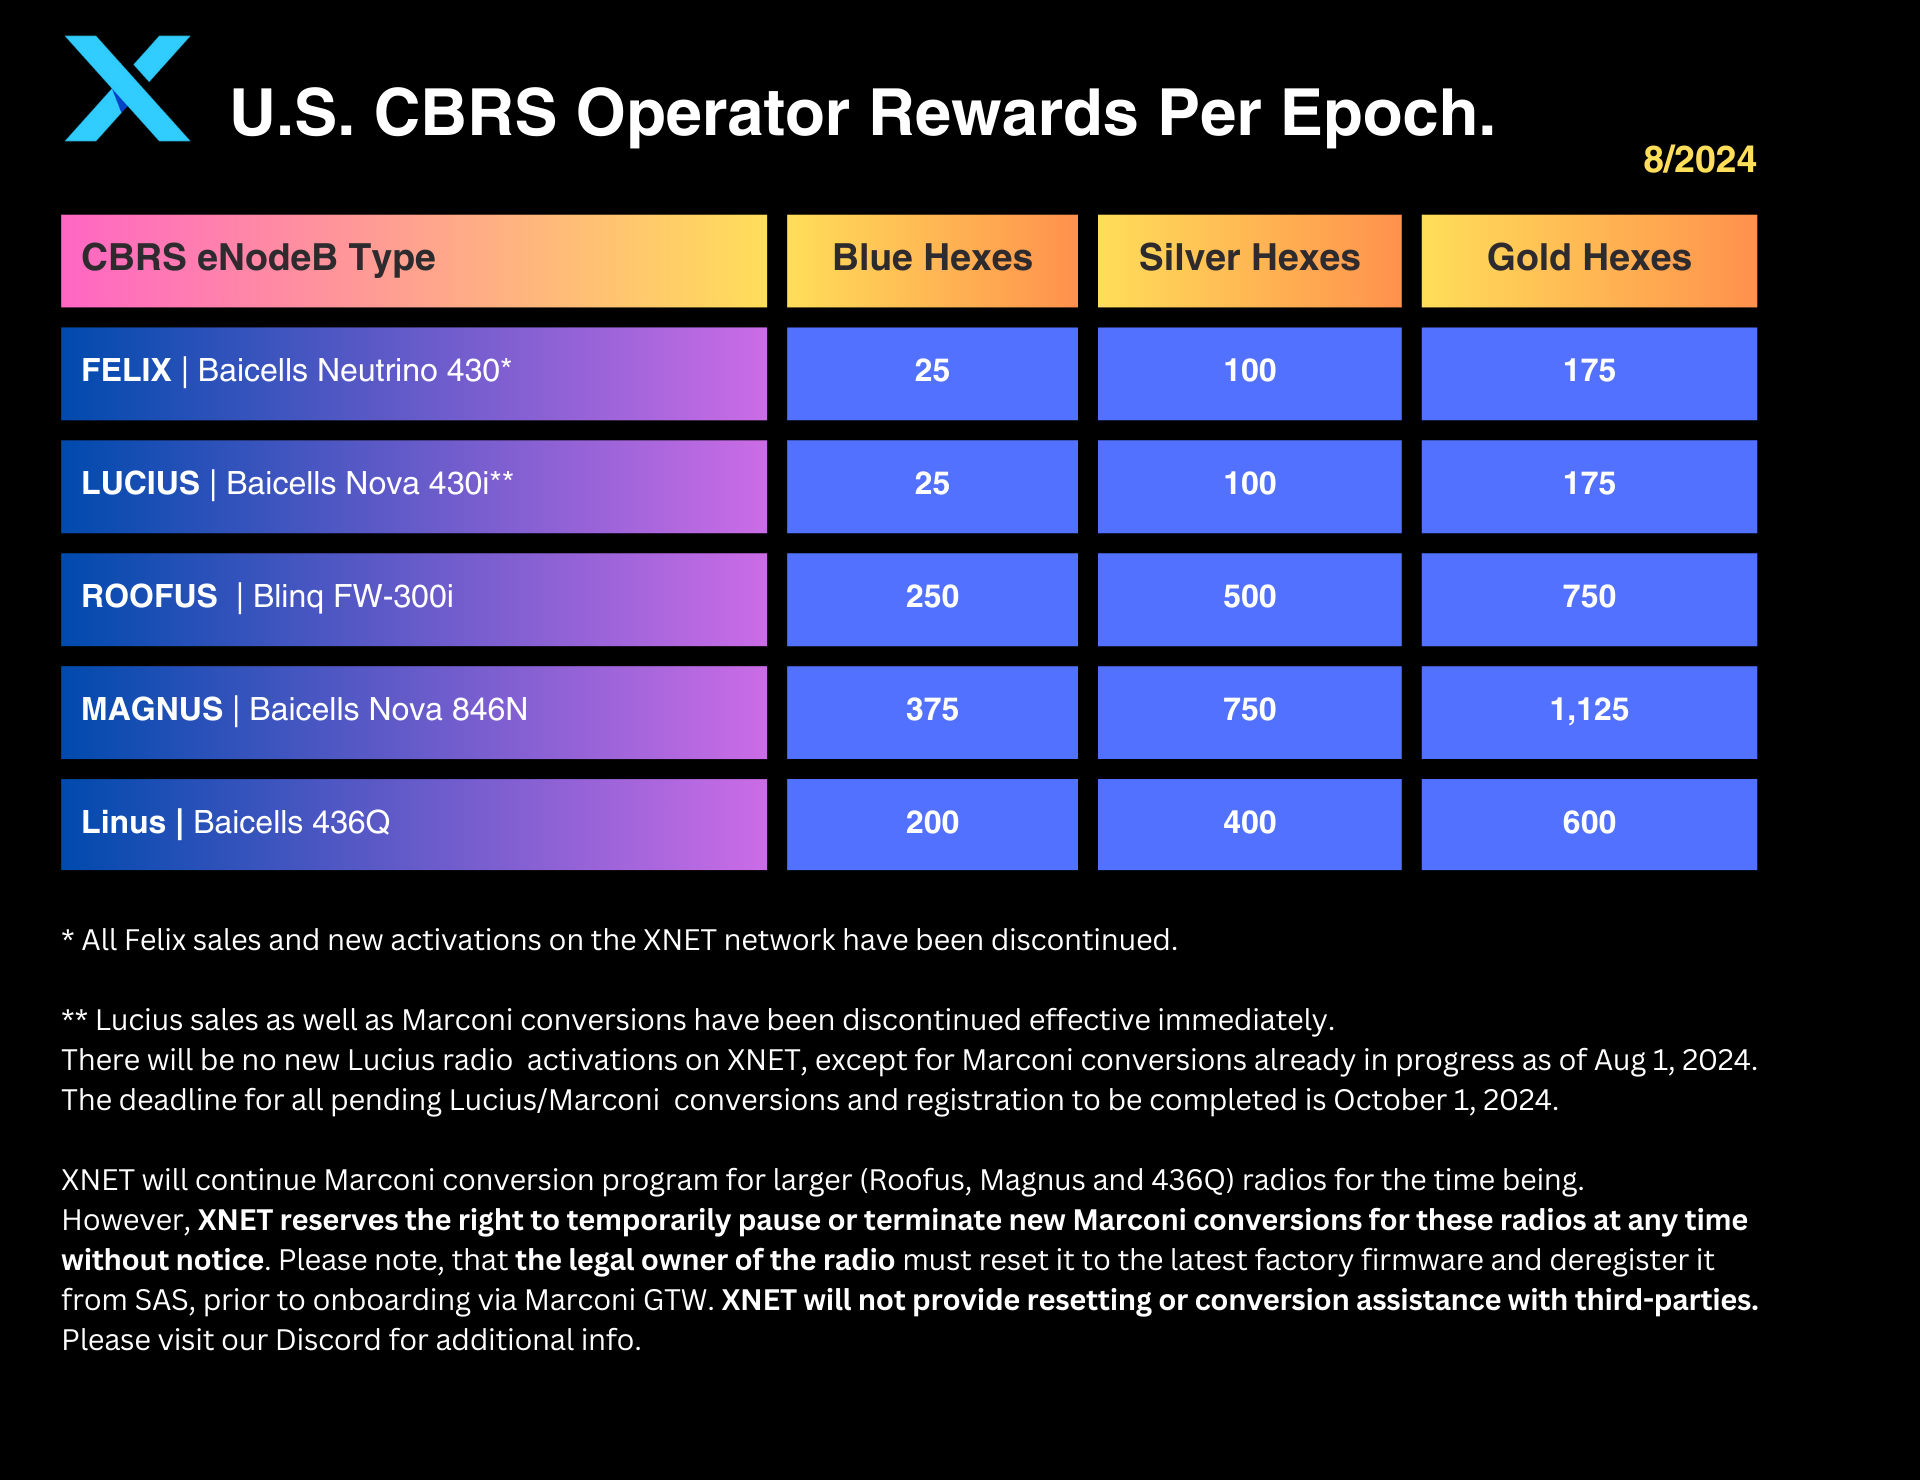 U.S. CBRS Operator Rewards Per Epoch.
8/2024
CBRS eNodeB Type Blue Hexes Silver Hexes Gold Hexes
FELIX | Baicells Neutrino 430* 25 100 175
LUCIUS | Baicells Nova 430i** 25 100 175
ROOFUS | Blinq FW-300i 250 500 750
MAGNUS | Baicells Nova 846N 375 750 1,125
Linus | Baicells 436Q 200 400 600
* All Felix sales and new activations on the XNET network have been discontinued.
** Lucius sales as well as Marconi conversions have been discontinued effective immediately.
There will be no new Lucius radio activations on XNET, except for Marconi conversions already in progress as of Aug 1, 2024.
The deadline for all pending Lucius/Marconi conversions and registration to be completed is October 1, 2024.
XNET will continue Marconi conversion program for larger (Roofus, Magnus and 436Q) radios for the time being.
However, XNET reserves the right to temporarily pause or terminate new Marconi conversions for these radios at any time
without notice. Please note, that the legal owner of the radio must reset it to the latest factory firmware and deregister it
from SAS, prior to onboarding via Marconi GTW. XNET will not provide resetting or conversion assistance with third-parties.
Please visit our Discord for additional info.